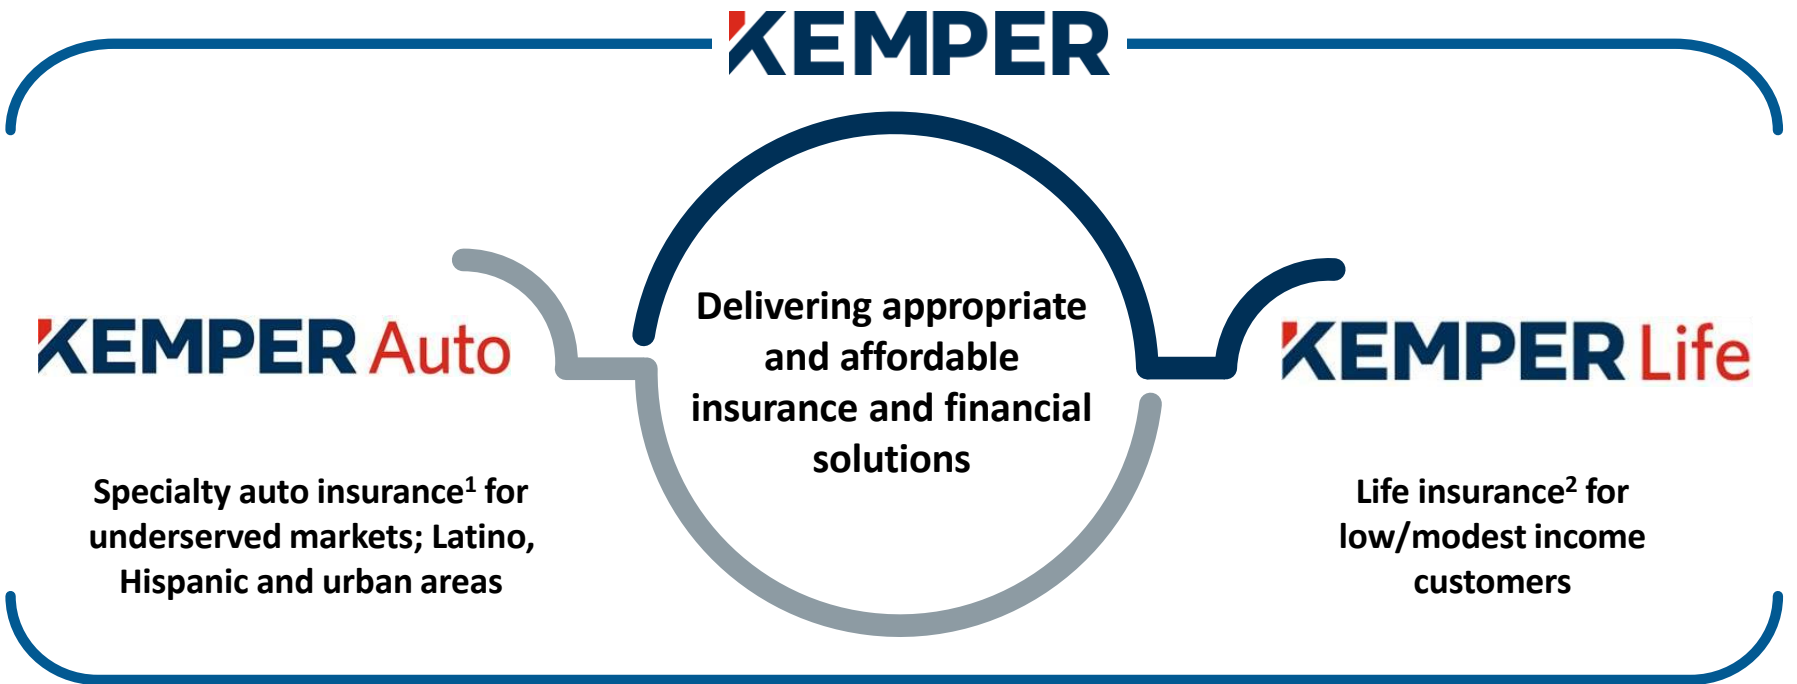 KEMPER
Delivering appropriate
and affordable
insurance and financial
solutions
KEMPER Auto
Specialty auto insurance¹ for
underserved markets; Latino,
Hispanic and urban areas
KEMPER Life
Life insurance² for
low/modest income
customers